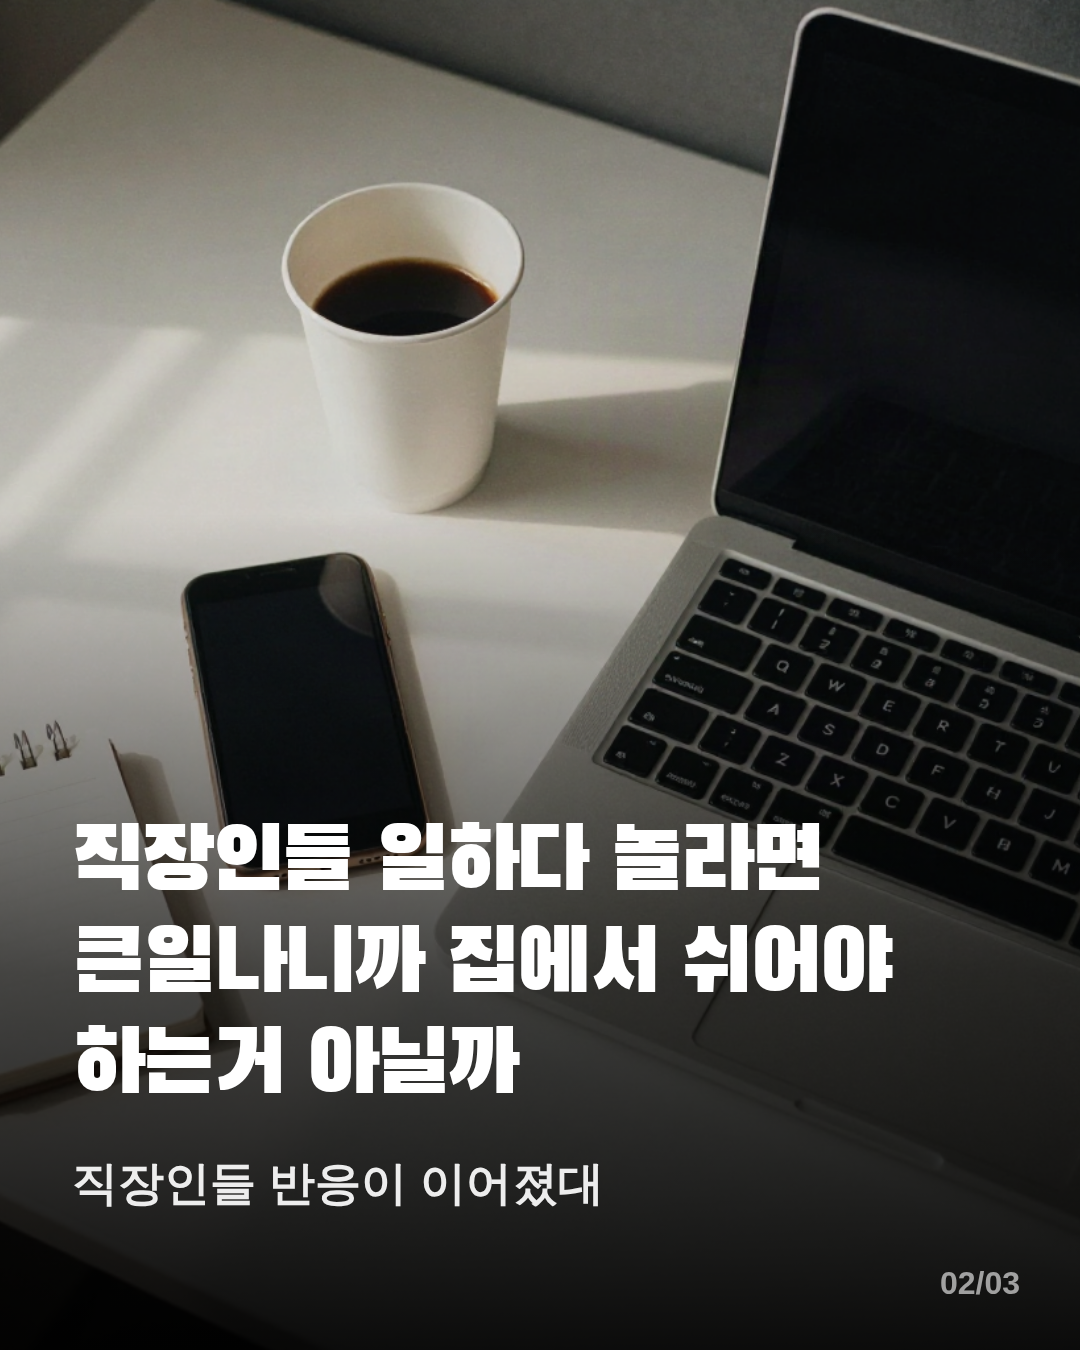 직장인들 일하다 놀라면
큰일나니까 집에서 쉬어야
하는거 아닐까
직장인들 반응이 이어졌대
02/03
Q W E R T
A S D F H J
Z X C V B M